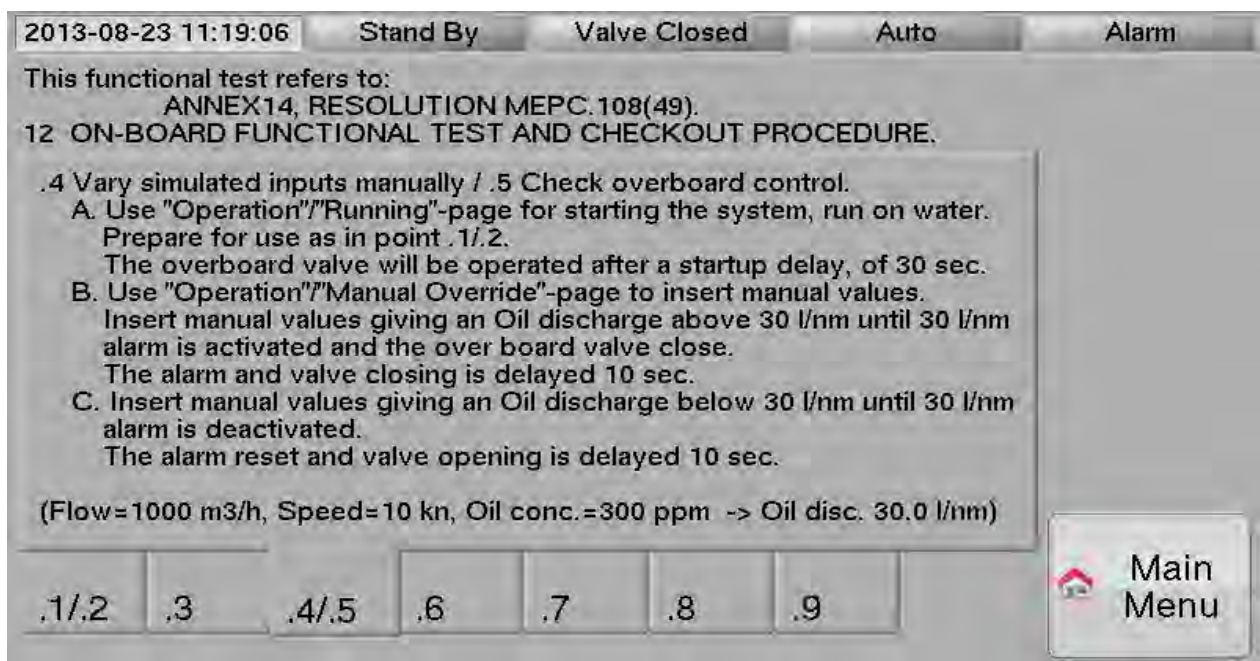 2013-08-23 11:19:06 Stand By Valve Closed Auto Alarm
This functional test refers to:
ANNEX14, RESOLUTION MEPC.108(49).
12 ON-BOARD FUNCTIONAL TEST AND CHECKOUT PROCEDURE.
.4 Vary simulated inputs manually / .5 Check overboard control.
A. Use "Operation"/"Running"-page for starting the system, run on water.
Prepare for use as in point .1/.2.
The overboard valve will be operated after a startup delay, of 30 sec.
B. Use "Operation"/"Manual Override"-page to insert manual values.
Insert manual values giving an Oil discharge above 30 l/nm until 30 l/nm
alarm is activated and the over board valve close.
The alarm and valve closing is delayed 10 sec.
C. Insert manual values giving an Oil discharge below 30 l/nm until 30 l/nm
alarm is deactivated.
The alarm reset and valve opening is delayed 10 sec.
(Flow=1000 m3/h, Speed=10 kn, Oil conc.=300 ppm -> Oil disc. 30.0 l/nm)
.1/.2 .3 .4/.5 .6 .7 .8 .9
Main
Menu